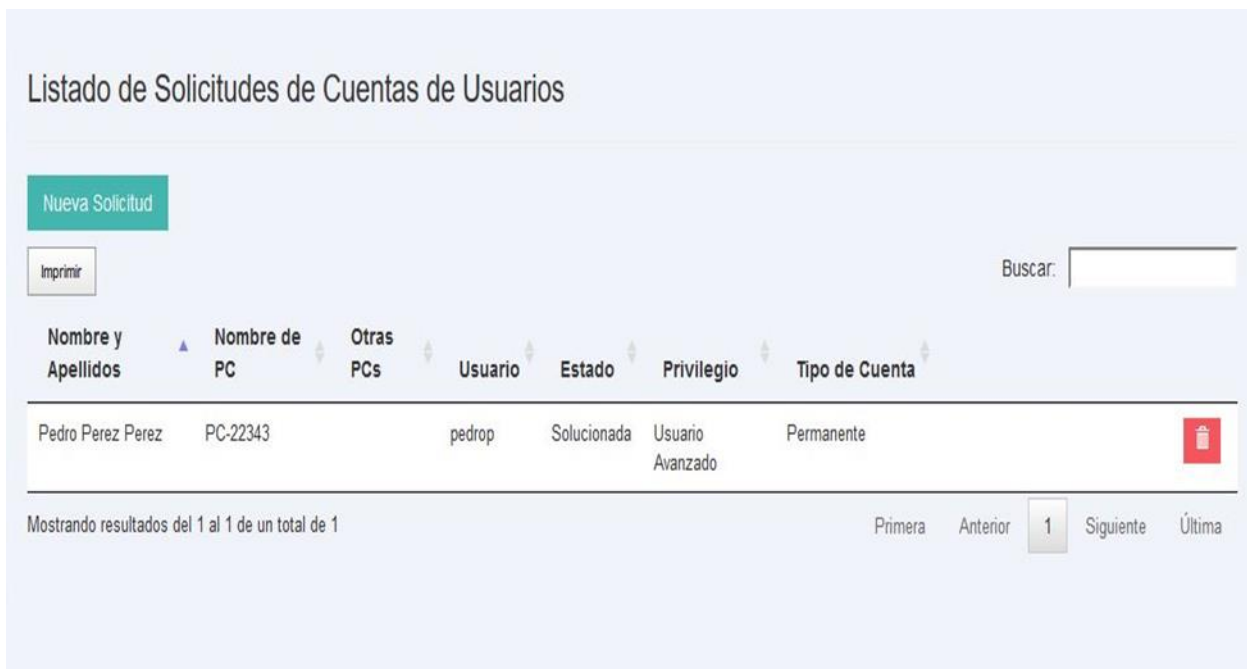 Listado de Solicitudes de Cuentas de Usuarios
Nueva Solicitud
Imprimir
Buscar:
Nombre y Apellidos Nombre de PC Otras PCs Usuario Estado Privilegio Tipo de Cuenta
Pedro Perez Perez PC-22343 pedrop Solucionada Usuario Avanzado Permanente
Mostrando resultados del 1 al 1 de un total de 1
Primera Anterior 1 Siguiente Última